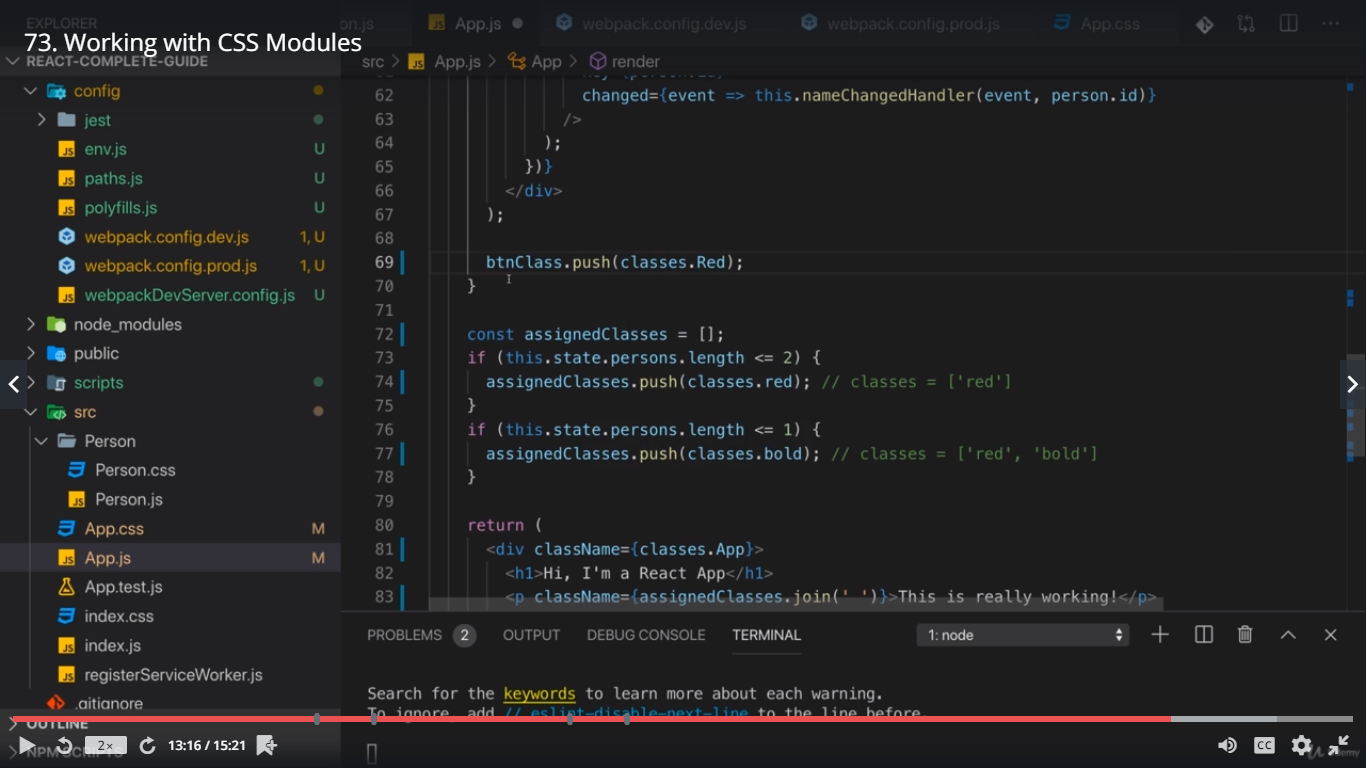 EXPLORER
73. Working with CSS Modules
REACT-COMPLETE-GUIDE
config
jest
env.js U
paths.js U
polyfills.js U
webpack.config.dev.js 1, U
webpack.config.prod.js 1, U
webpackDevServer.config.js U
node_modules
public
scripts
src
Person
Person.css
Person.js
App.css M
App.js M
App.test.js
index.css
index.js
registerServiceWorker.js
.gitignore
OUTLINE
NPM SCRIPTS
App.js webpack.config.dev.js webpack.config.prod.js App.css
src > App.js > App > render
62 changed={event => this.nameChangedHandler(event, person.id)}
63 />
64 );
65 })}
66 </div>
67 );
68
69 btnClass.push(classes.Red);
70 }
71
72 const assignedClasses = [];
73 if (this.state.persons.length <= 2) {
74 assignedClasses.push(classes.red); // classes = ['red']
75 }
76 if (this.state.persons.length <= 1) {
77 assignedClasses.push(classes.bold); // classes = ['red', 'bold']
78 }
79
80 return (
81 <div className={classes.App}>
82 <h1>Hi, I'm a React App</h1>
83 <p className={assignedClasses.join(' ')}>This is really working!</p>
PROBLEMS 2 OUTPUT DEBUG CONSOLE TERMINAL 1: node
Search for the keywords to learn more about each warning.
To ignore, add // eslint-disable-next-line to the line before.
2x 13:16 / 15:21 CC